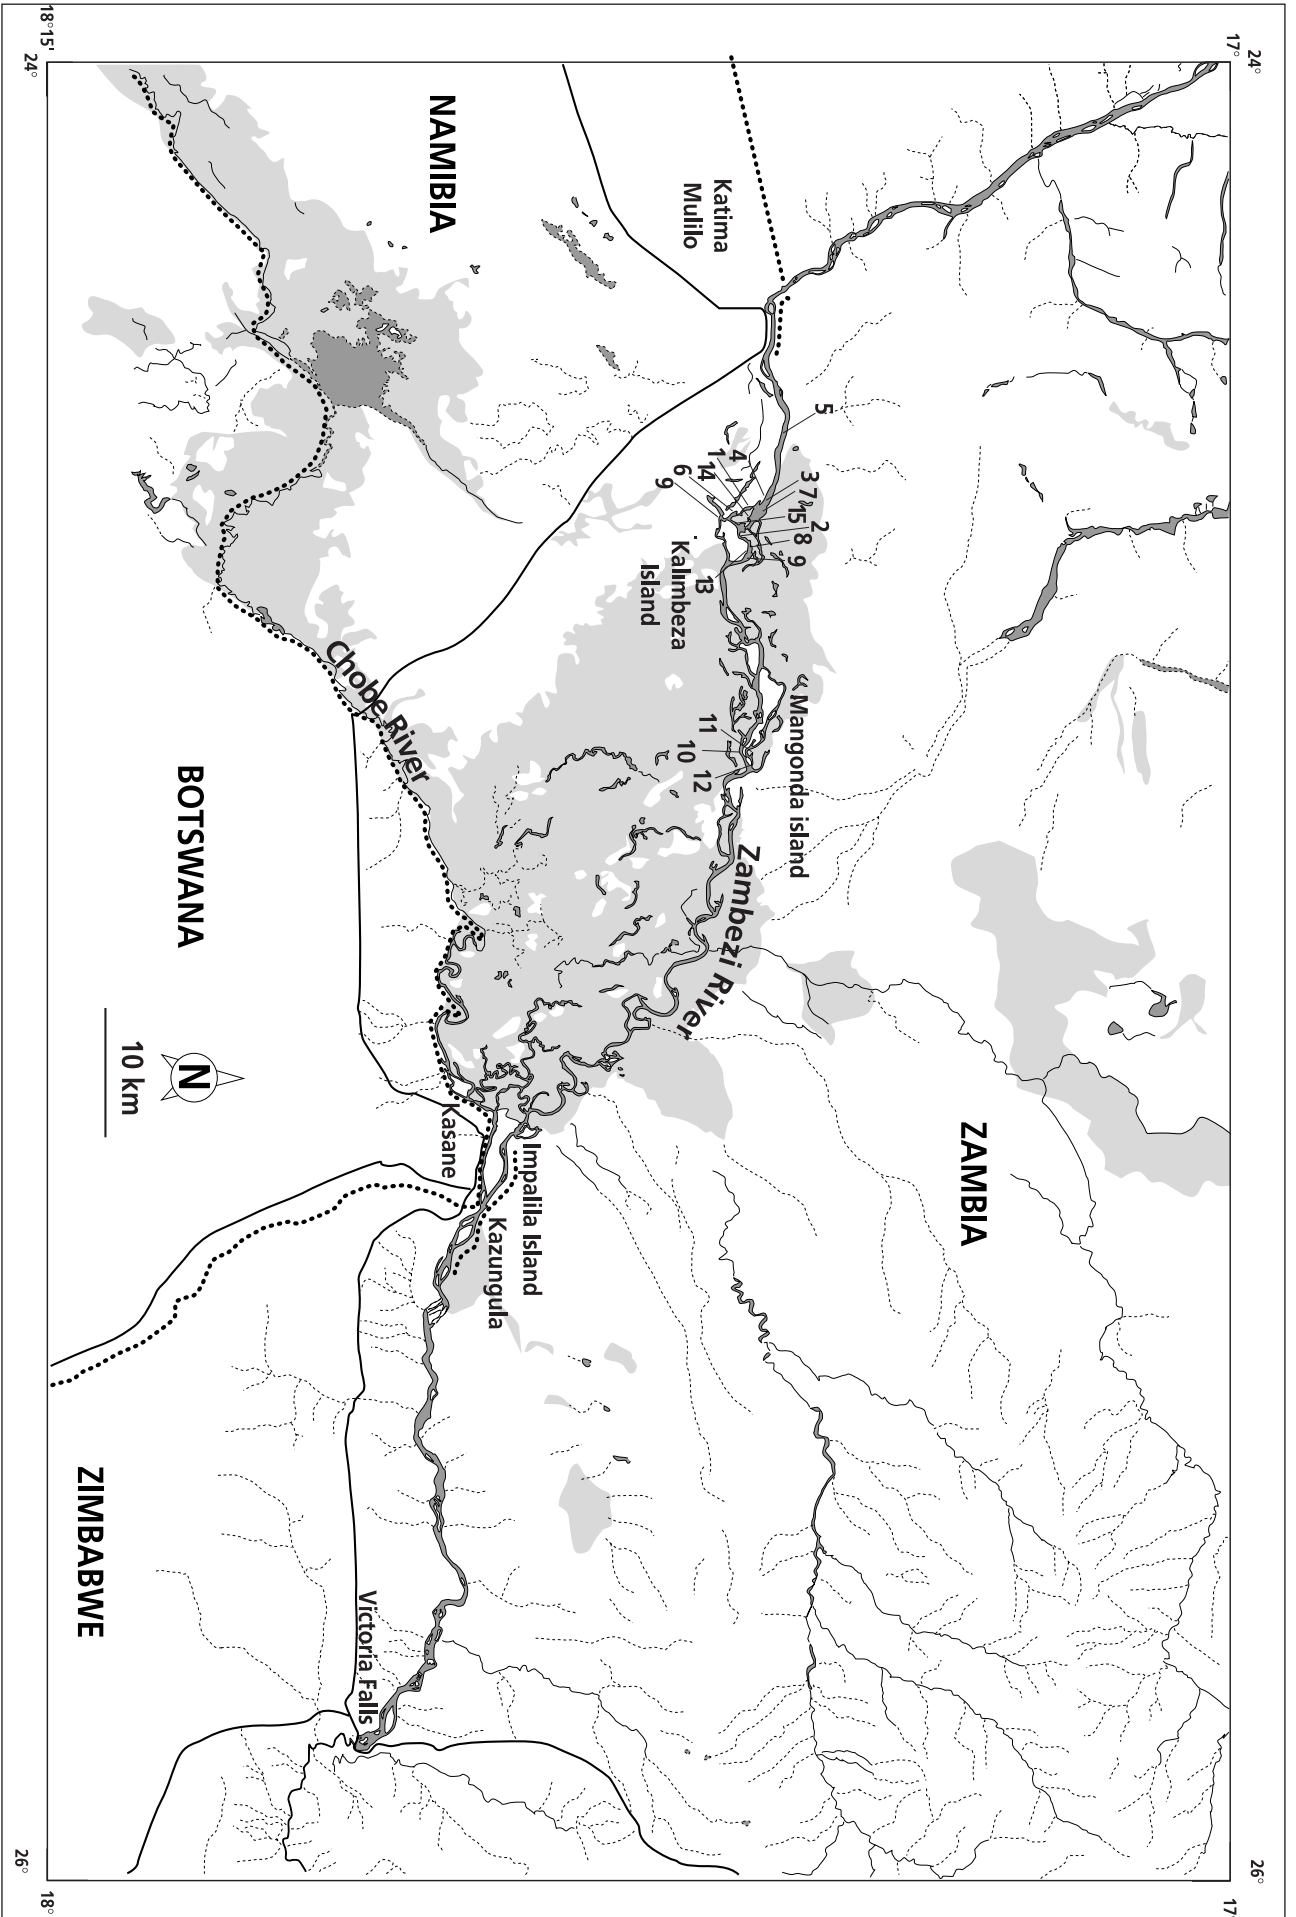 17°
24°
26°
17
ZAMBIA
5
3
7
15
2
8
9
Mangonda island
4
1
14
6
9
13
11
10
12
Katima
Mulilo
Kalimbeza
Island
Zambezi River
NAMIBIA
Chobe River
Impalila Island
Kazungula
Kasane
Victoria Falls
BOTSWANA
N
10 km
ZIMBABWE
18°15'
24°
26°
18°